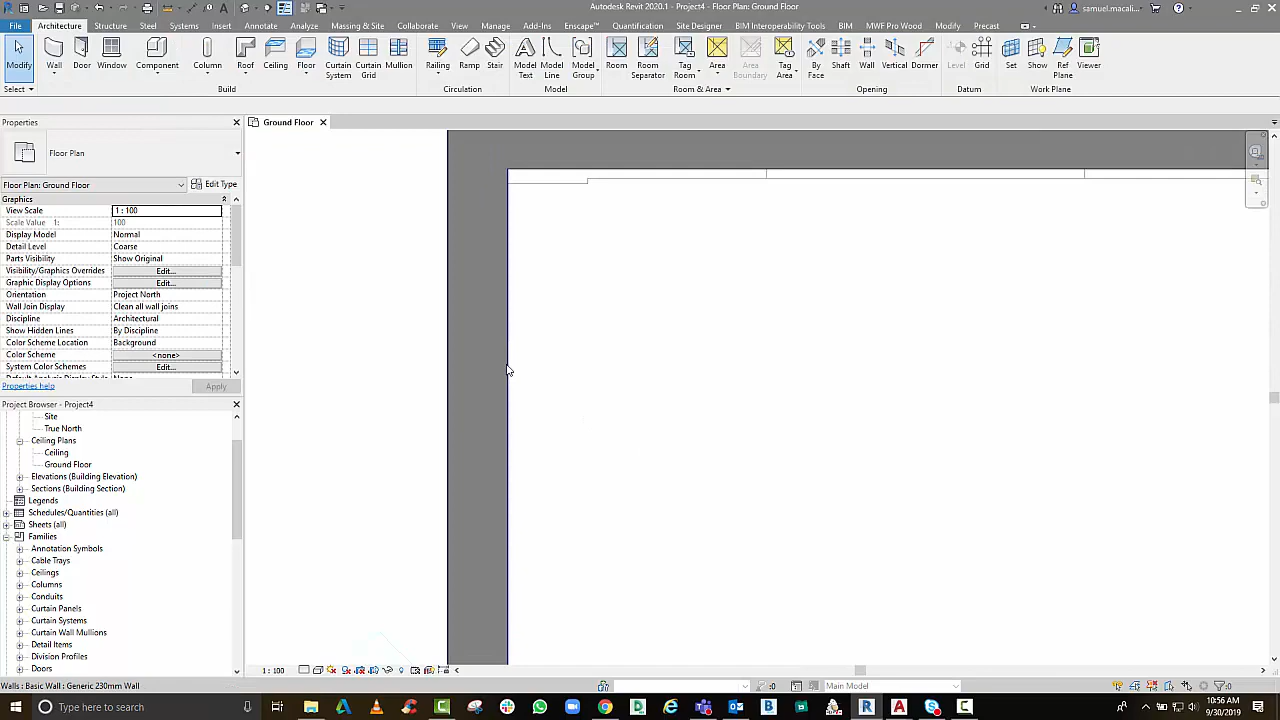 Autodesk Revit 2020.1 - Project4 - Floor Plan: Ground Floor
samuel.macali...
File Architecture Structure Steel Systems Insert Annotate Analyze Massing & Site Collaborate View Manage Add-Ins Enscape™ Quantification Site Designer BIM Interoperability Tools BIM MWF Pro Wood Modify Precast
Modify Wall Door Window Component Column Roof Ceiling Floor Curtain System Curtain Grid Mullion Railing Ramp Stair Model Text Model Line Model Group Room Room Separator Tag Room Area Area Boundary Tag Area By Face Shaft Wall Vertical Dormer Level Grid Set Show Ref Plane Viewer
Select Build Circulation Model Room & Area Opening Datum Work Plane
Properties
Ground Floor
Floor Plan
Floor Plan: Ground Floor Edit Type
Graphics
View Scale 1 : 100
Scale Value 1: 100
Display Model Normal
Detail Level Coarse
Parts Visibility Show Original
Visibility/Graphics Overrides Edit...
Graphic Display Options Edit...
Orientation Project North
Wall Join Display Clean all wall joins
Discipline Architectural
Show Hidden Lines By Discipline
Color Scheme Location Background
Color Scheme <none>
System Color Schemes Edit...
Default Analysis Display Style None
Properties help Apply
Project Browser - Project4
Site
True North
Ceiling Plans
Ceiling
Ground Floor
Elevations (Building Elevation)
Sections (Building Section)
Legends
Schedules/Quantities (all)
Sheets (all)
Families
Annotation Symbols
Cable Trays
Ceilings
Columns
Conduits
Curtain Panels
Curtain Systems
Curtain Wall Mullions
Detail Items
Division Profiles
Doors
1 : 100
Walls : Basic Wall : Generic 230mm Wall :0 Main Model :0
Type here to search
10:56 AM
9/30/2019